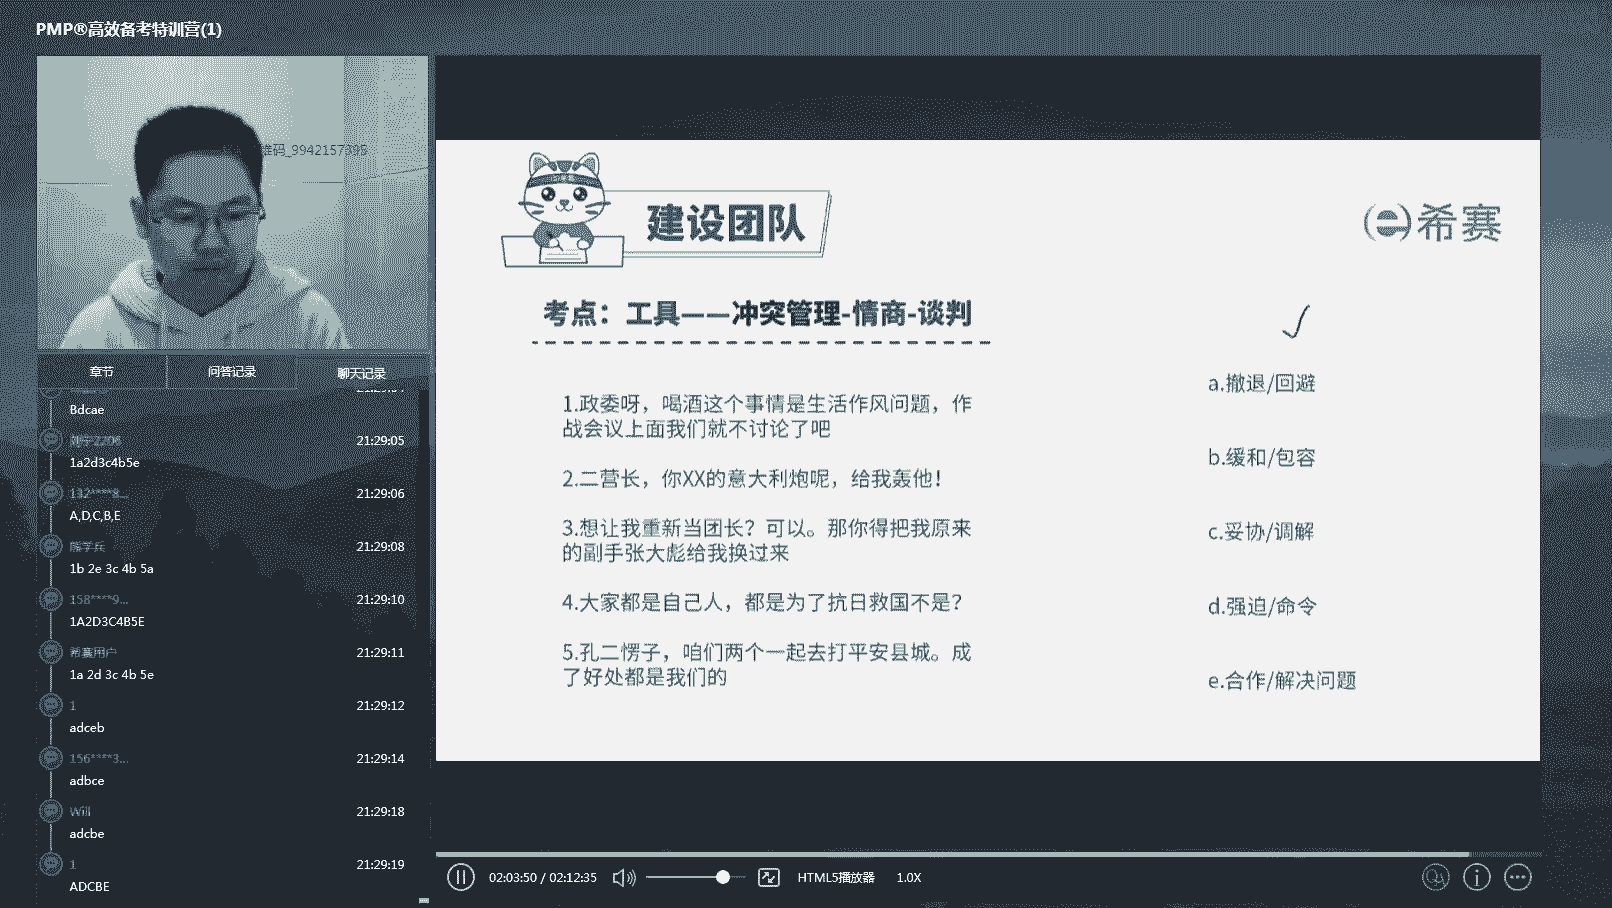 PMP®高效备考特训营(1)
准码_9942157395
章节
问答记录
聊天记录
Bdcae
21:29:05
1a2d3c4b5e
132****8...
21:29:06
A,D,C,B,E
熊学兵
21:29:08
1b 2e 3c 4b 5a
158****9...
21:29:10
1A2D3C4B5E
希赛用户
21:29:11
1a 2d 3c 4b 5e
1
21:29:12
adceb
156****3...
21:29:14
adbce
Will
21:29:18
adcbe
1
21:29:19
ADCBE
建设团队
希赛
考点：工具——冲突管理-情商-谈判
1.政委呀，喝酒这个事情是生活作风问题，作
战会议上面我们就不讨论了吧
2.二营长，你XX的意大利炮呢，给我轰他！
3.想让我重新当团长？可以。那你得把我原来
的副手张大彪给我换过来
4.大家都是自己人，都是为了抗日救国不是？
5.孔二愣子，咱们两个一起去打平安县城。成
了好处都是我们的
a.撤退/回避
b.缓和/包容
c.妥协/调解
d.强迫/命令
e.合作/解决问题
02:03:50 / 02:12:35
HTML5播放器
1.0X